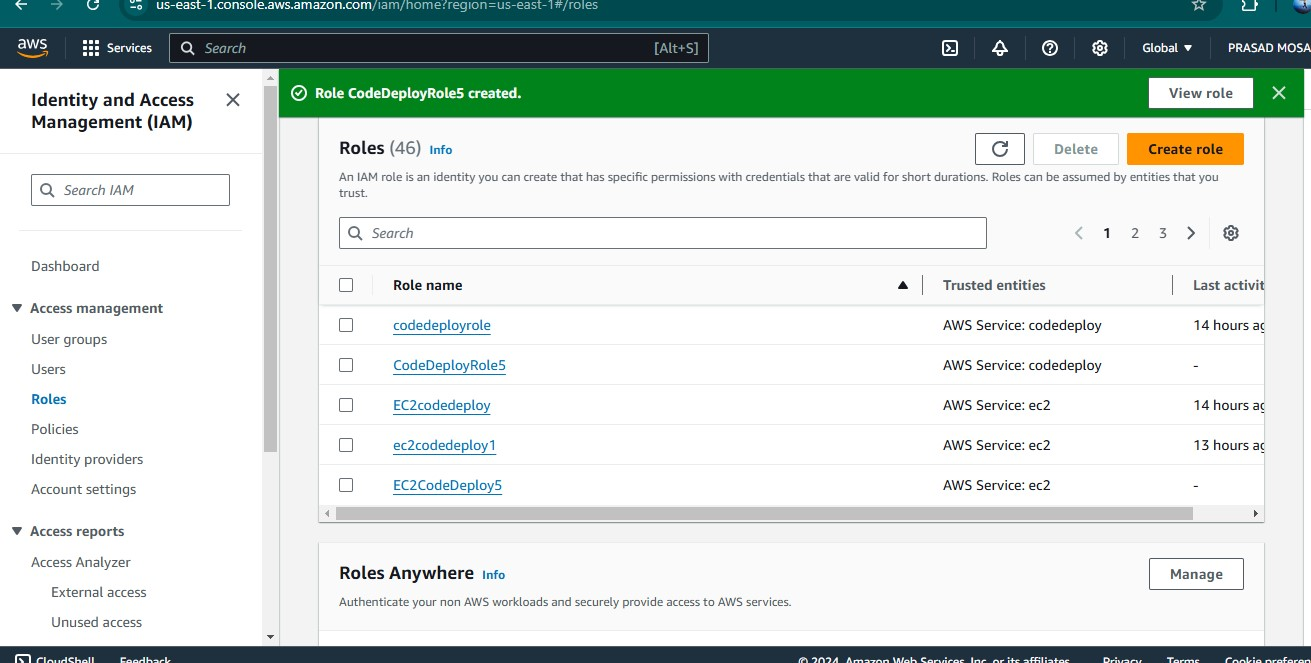 us-east-1.console.aws.amazon.com/iam/home?region=us-east-1#/roles
aws
Services
Search
[Alt+S]
Global
PRASAD MOSA
Identity and Access
Management (IAM)
Search IAM
Dashboard
Access management
User groups
Users
Roles
Policies
Identity providers
Account settings
Access reports
Access Analyzer
External access
Unused access
Role CodeDeployRole5 created.
View role
Roles (46) Info
Delete
Create role
An IAM role is an identity you can create that has specific permissions with credentials that are valid for short durations. Roles can be assumed by entities that you
trust.
Search
1 2 3
Role name Trusted entities Last activit
codedeployrole AWS Service: codedeploy 14 hours ag
CodeDeployRole5 AWS Service: codedeploy -
EC2codedeploy AWS Service: ec2 14 hours ag
ec2codedeploy1 AWS Service: ec2 13 hours ag
EC2CodeDeploy5 AWS Service: ec2 -
Roles Anywhere Info
Manage
Authenticate your non AWS workloads and securely provide access to AWS services.
CloudShell Feedback © 2024, Amazon Web Services, Inc. or its affiliates. Privacy Terms Cookie preferen